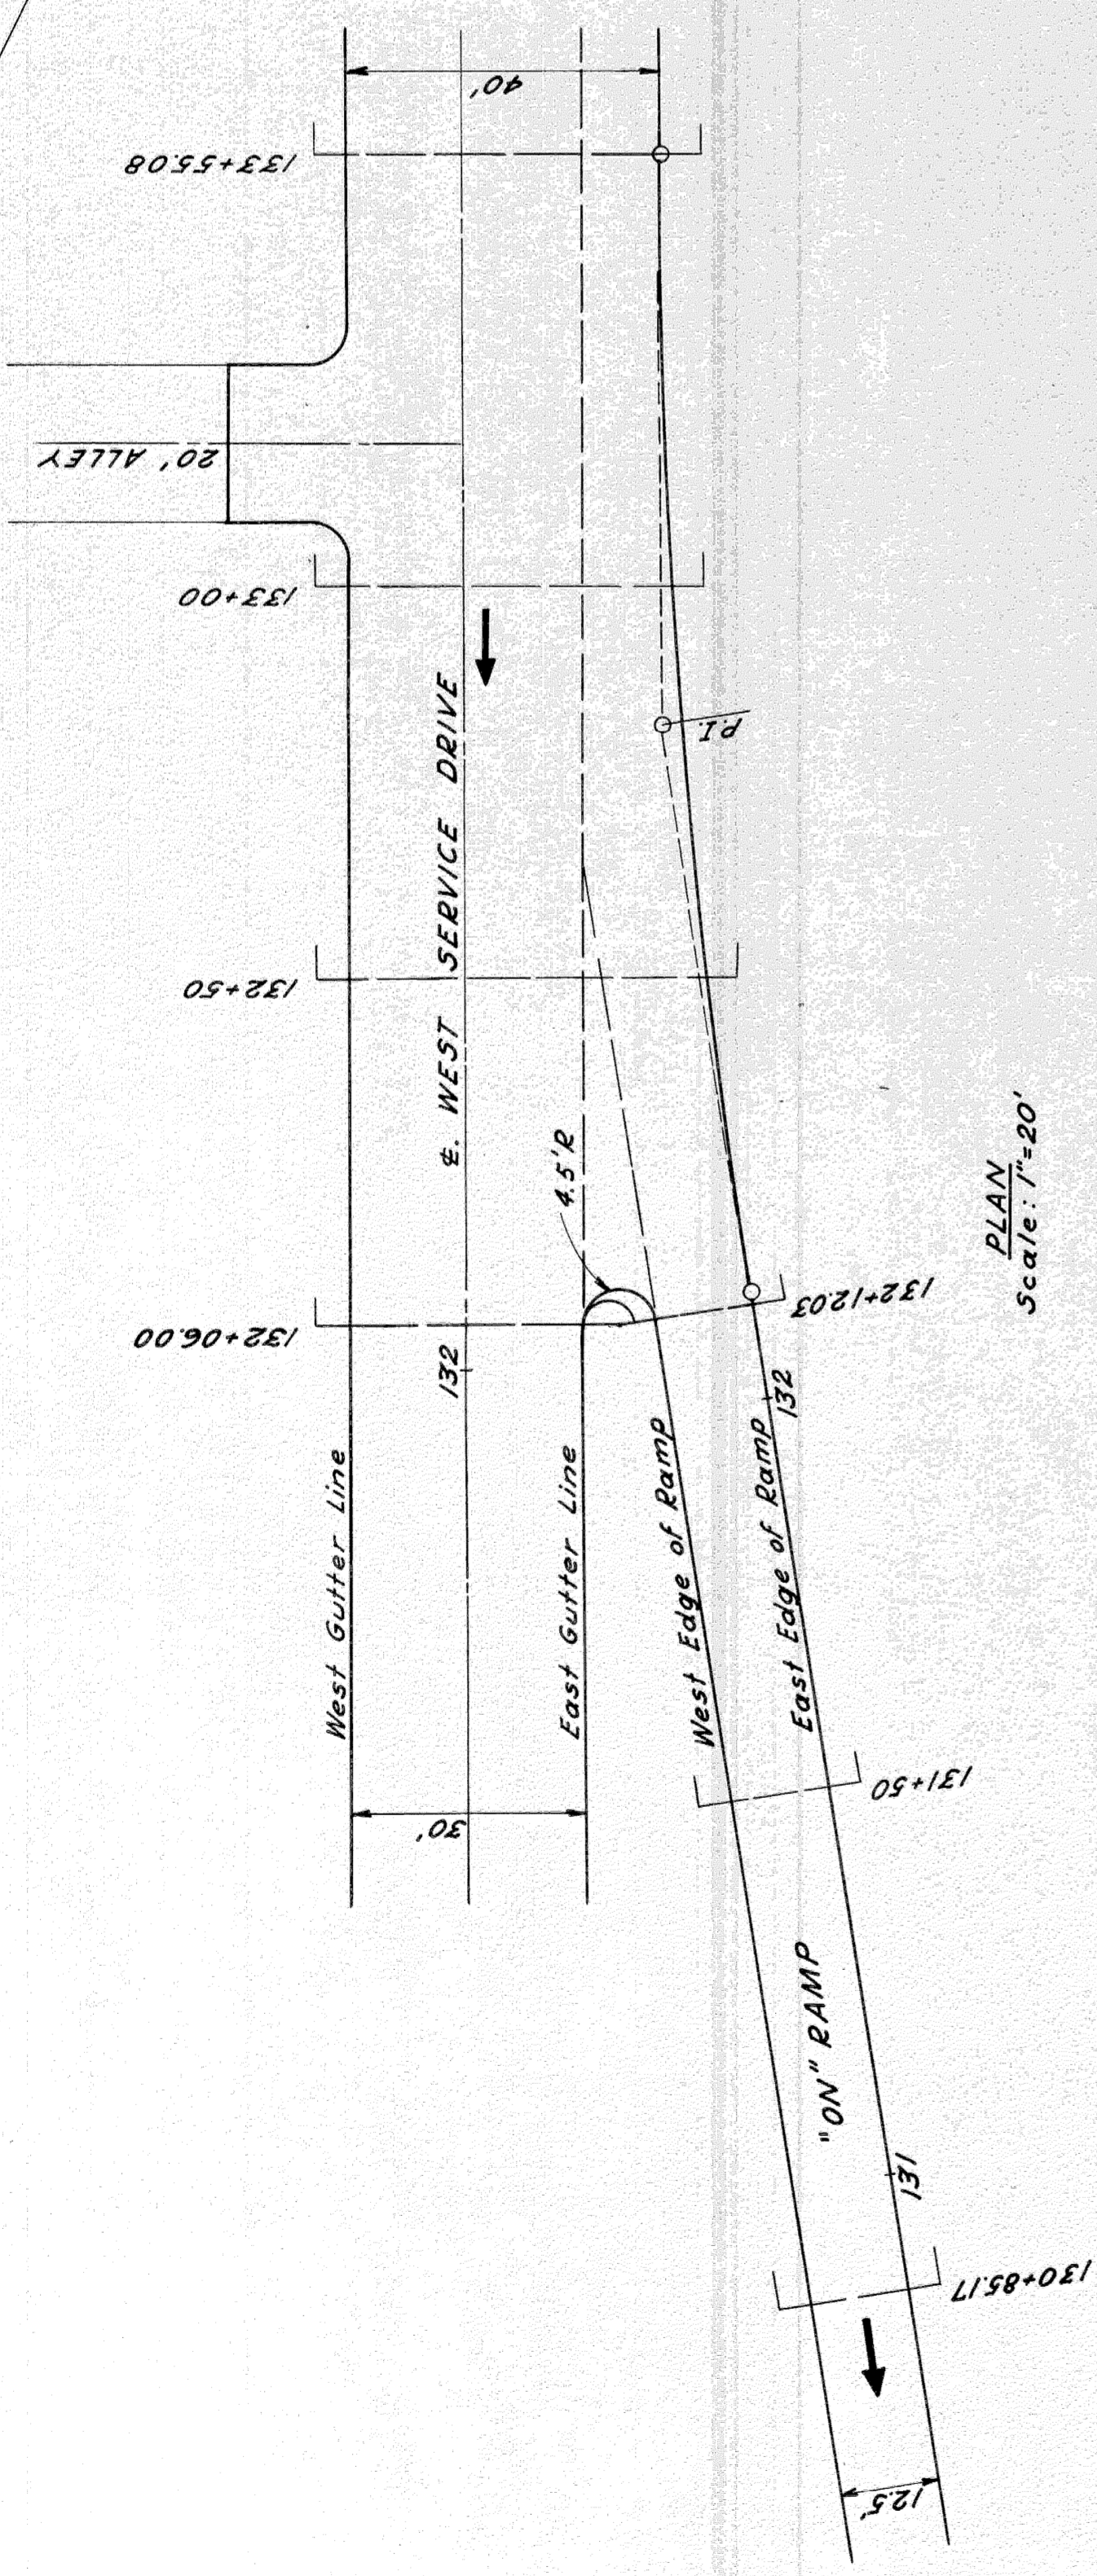 40'
133+55.08
20' ALLEY
133+00
P.I.
℄. WEST SERVICE DRIVE
132+50
4.5'R
132+06.00
132+12.03
132
132
PLAN
Scale: 1"=20'
West Gutter Line
East Gutter Line
West Edge of Ramp
East Edge of Ramp
131+50
30'
"ON" RAMP
131
130+85.17
12.5'